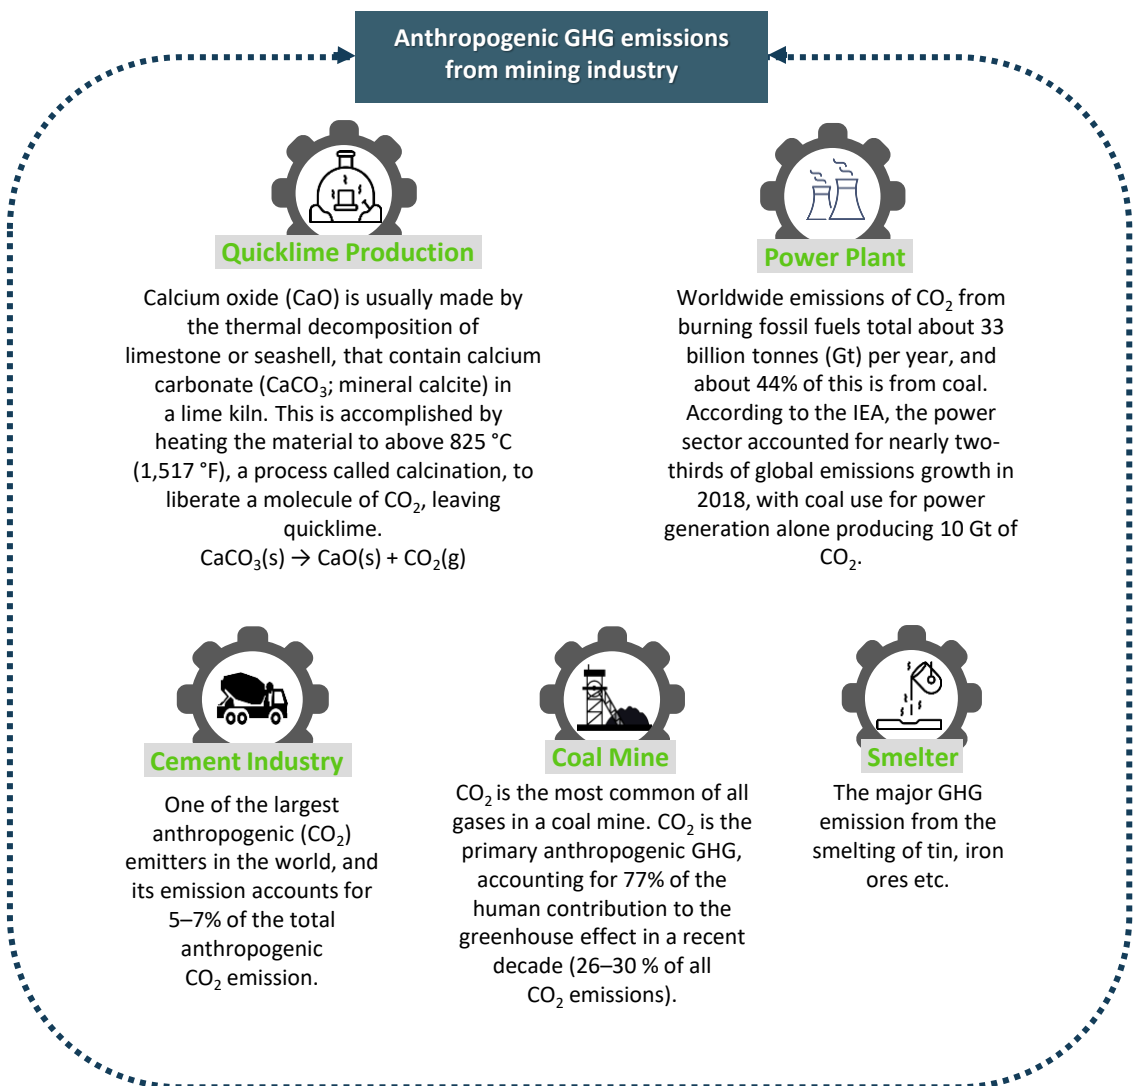 Anthropogenic GHG emissions
from mining industry
Quicklime Production
Calcium oxide (CaO) is usually made by
the thermal decomposition of
limestone or seashell, that contain calcium
carbonate (CaCO₃; mineral calcite) in
a lime kiln. This is accomplished by
heating the material to above 825 °C
(1,517 °F), a process called calcination, to
liberate a molecule of CO₂, leaving
quicklime.
CaCO₃(s) → CaO(s) + CO₂(g)
Power Plant
Worldwide emissions of CO₂ from
burning fossil fuels total about 33
billion tonnes (Gt) per year, and
about 44% of this is from coal.
According to the IEA, the power
sector accounted for nearly two-
thirds of global emissions growth in
2018, with coal use for power
generation alone producing 10 Gt of
CO₂.
Cement Industry
One of the largest
anthropogenic (CO₂)
emitters in the world, and
its emission accounts for
5–7% of the total
anthropogenic
CO₂ emission.
Coal Mine
CO₂ is the most common of all
gases in a coal mine. CO₂ is the
primary anthropogenic GHG,
accounting for 77% of the
human contribution to the
greenhouse effect in a recent
decade (26–30 % of all
CO₂ emissions).
Smelter
The major GHG
emission from the
smelting of tin, iron
ores etc.